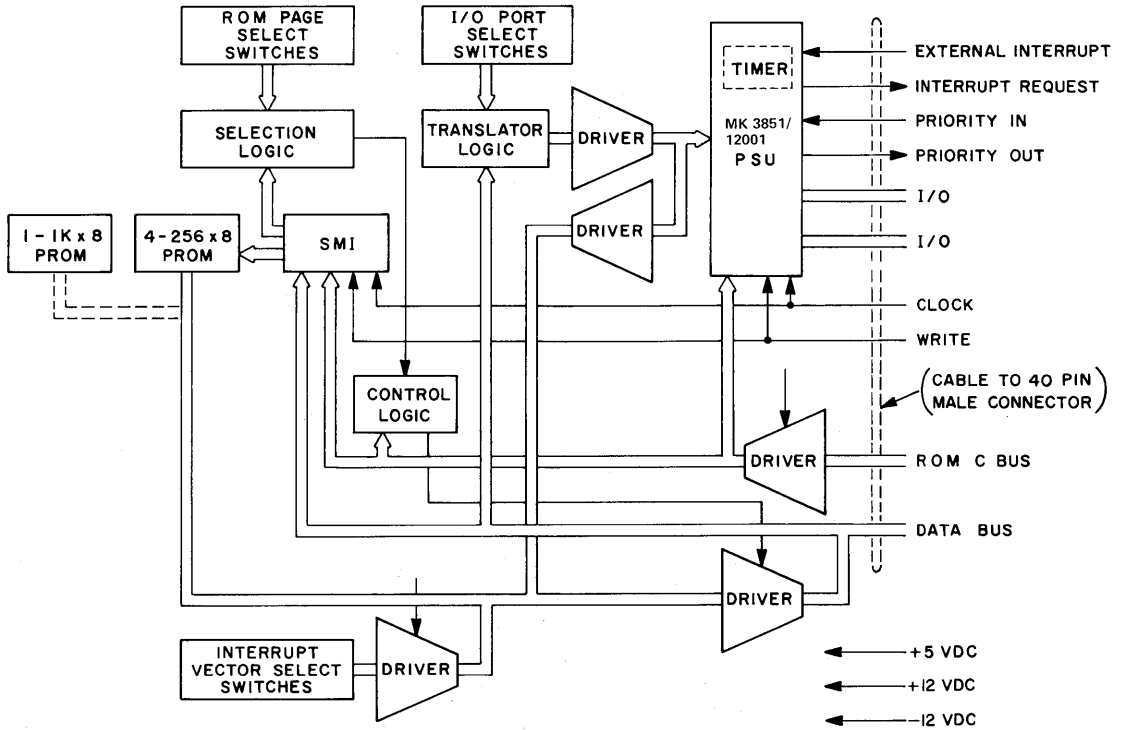 ROM PAGE
SELECT
SWITCHES
I/O PORT
SELECT
SWITCHES
TIMER
MK 3851/
12001
PSU
EXTERNAL INTERRUPT
INTERRUPT REQUEST
PRIORITY IN
PRIORITY OUT
I/O
I/O
SELECTION
LOGIC
TRANSLATOR
LOGIC
DRIVER
DRIVER
1-1K x 8
PROM
4-256 x 8
PROM
SMI
CLOCK
WRITE
(CABLE TO 40 PIN
MALE CONNECTOR)
CONTROL
LOGIC
DRIVER
ROM C BUS
DATA BUS
DRIVER
INTERRUPT
VECTOR SELECT
SWITCHES
DRIVER
+5 VDC
+12 VDC
-12 VDC